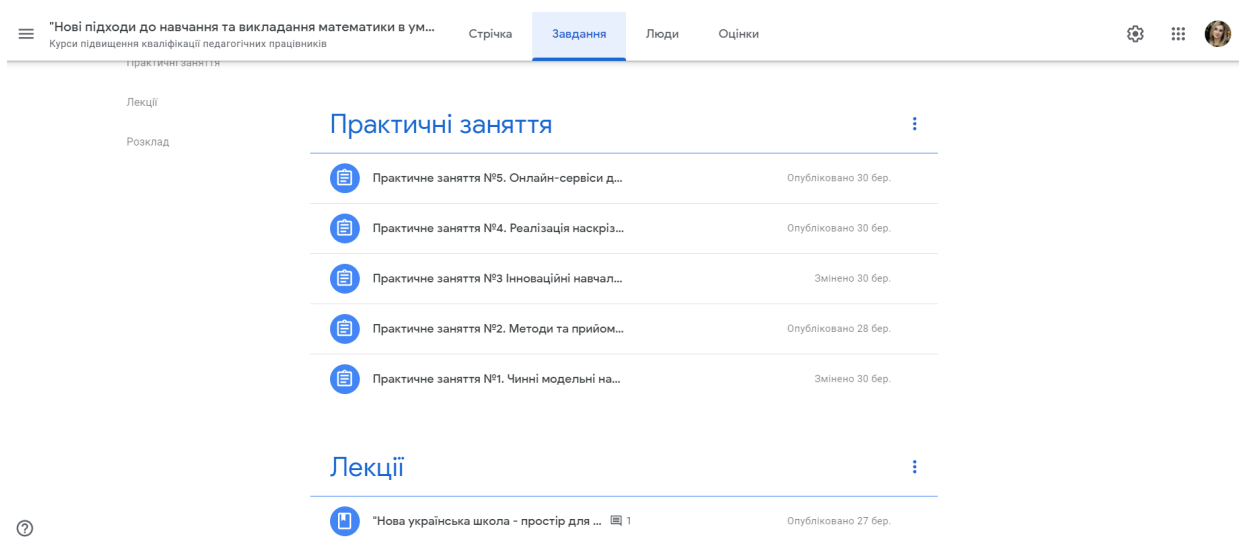 "Нові підходи до навчання та викладання математики в ум...
Курси підвищення кваліфікації педагогічних працівників
Стрічка
Завдання
Люди
Оцінки
Практичні заняття
Лекції
Розклад
Практичні заняття
Практичне заняття №5. Онлайн-сервіси д... Опубліковано 30 бер.
Практичне заняття №4. Реалізація наскріз... Опубліковано 30 бер.
Практичне заняття №3 Інноваційні навчал... Змінено 30 бер.
Практичне заняття №2. Методи та прийом... Опубліковано 28 бер.
Практичне заняття №1. Чинні модельні на... Змінено 30 бер.
Лекції
"Нова українська школа - простір для ... 1 Опубліковано 27 бер.